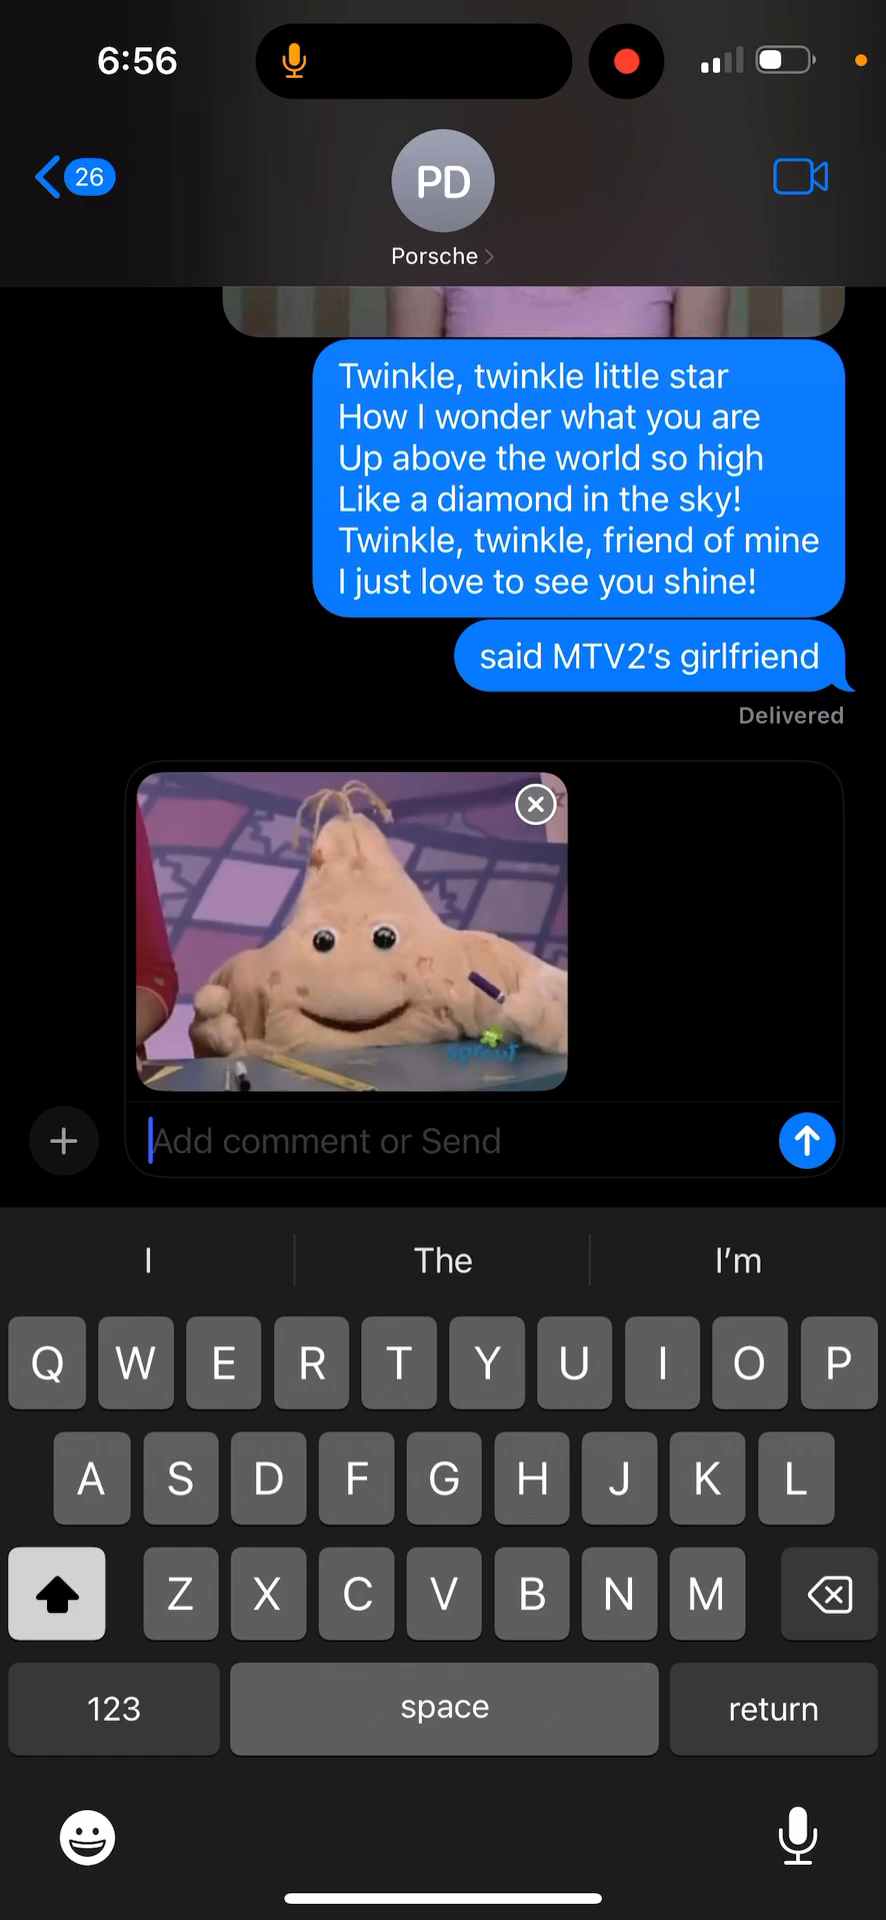 6:56
26
PD
Porsche
Twinkle, twinkle little star
How I wonder what you are
Up above the world so high
Like a diamond in the sky!
Twinkle, twinkle, friend of mine
I just love to see you shine!
said MTV2’s girlfriend
Delivered
sprout
Add comment or Send
I The I’m
Q W E R T Y U I O P
A S D F G H J K L
Z X C V B N M
123 space return